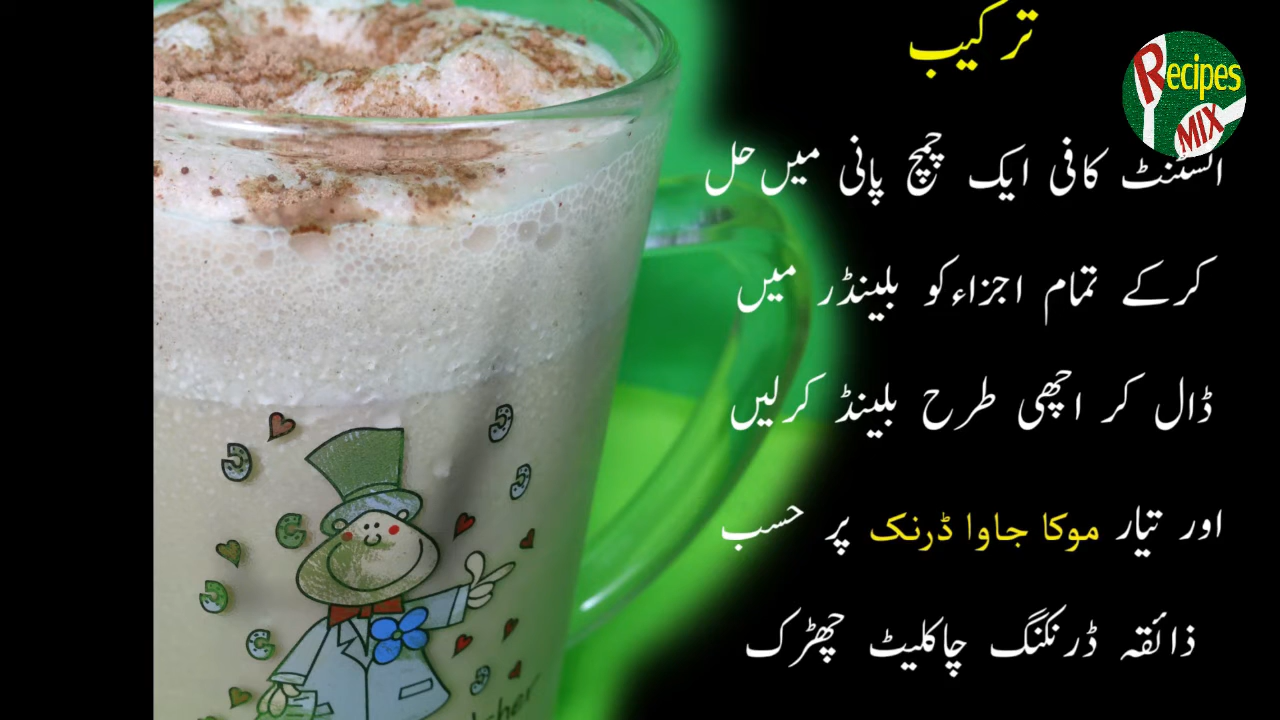 ترکیب
Recipes
MIX
انسٹنٹ کافی ایک چمچ پانی میں حل
کرکے تمام اجزاء کو بلینڈر میں
ڈال کر اچھی طرح بلینڈ کرلیں
اور تیار موکا جاوا ڈرنک پر حسب
ذائقہ ڈرنکنگ چاکلیٹ چھڑک